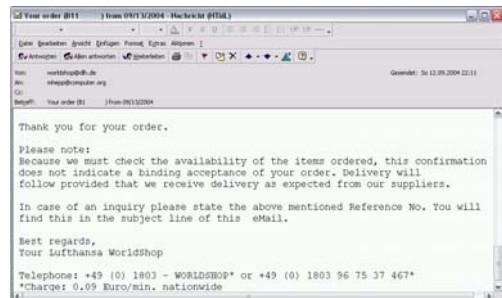 Your order (B11 ) from 09/13/2004 - Nachricht (HTML)
Datei Bearbeiten Ansicht Einfügen Format Extras Aktionen ?
Antworten Allen antworten Weiterleiten
Von: worldshop@dlh.de Gesendet: So 12.09.2004 22:11
An: mhepp@computer.org
Cc:
Betreff: Your order (B1 ) from 09/13/2004
Thank you for your order.
Please note:
Because we must check the availability of the items ordered, this confirmation
does not indicate a binding acceptance of your order. Delivery will
follow provided that we receive delivery as expected from our suppliers.
In case of an inquiry please state the above mentioned Reference No. You will
find this in the subject line of this eMail.
Best regards,
Your Lufthansa WorldShop
Telephone: +49 (0) 1803 - WORLDSHOP* or +49 (0) 1803 96 75 37 467*
*Charge: 0.09 Euro/min. nationwide